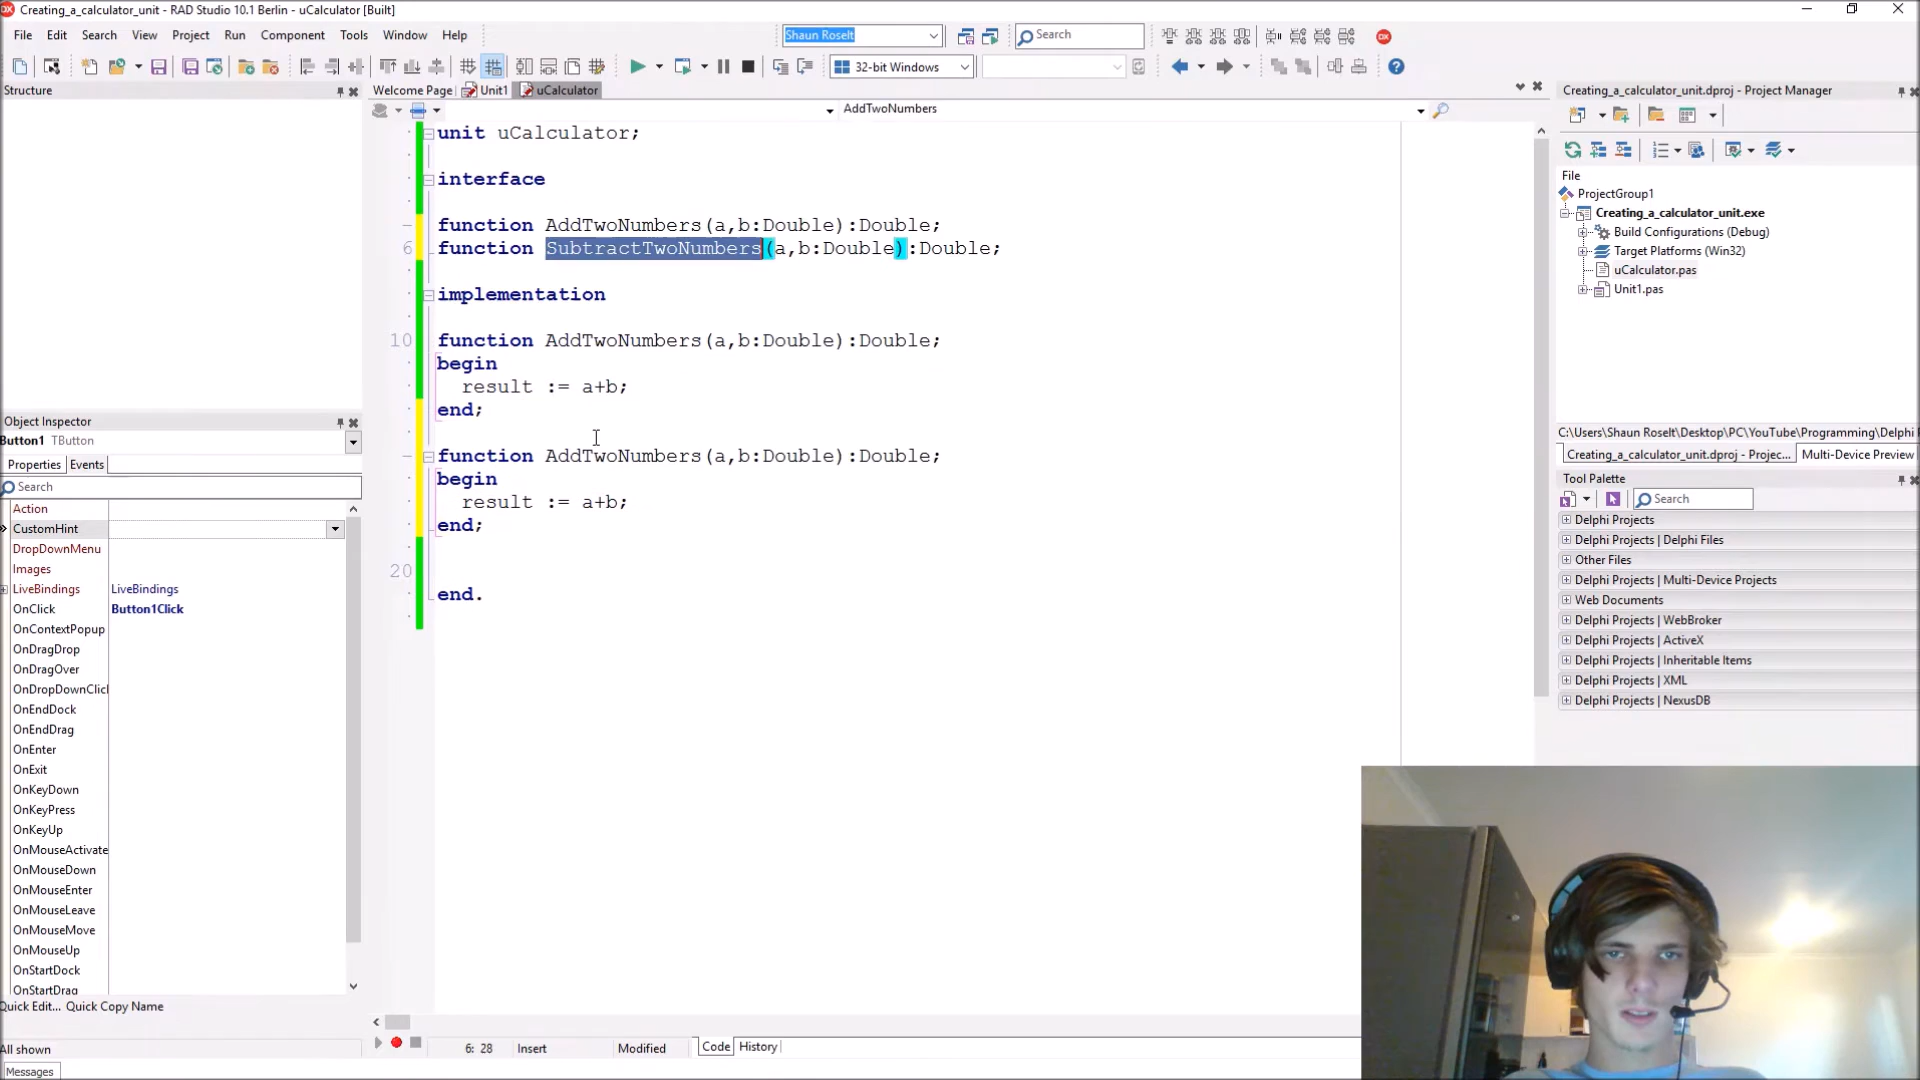 Creating_a_calculator_unit - RAD Studio 10.1 Berlin - uCalculator [Built]
File Edit Search View Project Run Component Tools Window Help
Shaun Roselt
Search
32-bit Windows
Structure
Welcome Page Unit1 uCalculator
AddTwoNumbers
unit uCalculator;
interface
function AddTwoNumbers(a,b:Double):Double;
6 function SubtractTwoNumbers(a,b:Double):Double;
implementation
10 function AddTwoNumbers(a,b:Double):Double;
begin
result := a+b;
end;
function AddTwoNumbers(a,b:Double):Double;
begin
result := a+b;
end;
20
end.
Object Inspector
Button1 TButton
Properties Events
Search
Action
CustomHint
DropDownMenu
Images
LiveBindings LiveBindings
OnClick Button1Click
OnContextPopup
OnDragDrop
OnDragOver
OnDropDownClicl
OnEndDock
OnEndDrag
OnEnter
OnExit
OnKeyDown
OnKeyPress
OnKeyUp
OnMouseActivate
OnMouseDown
OnMouseEnter
OnMouseLeave
OnMouseMove
OnMouseUp
OnStartDock
OnStartDrag
Quick Edit... Quick Copy Name
All shown
Messages
6: 28 Insert Modified Code History
Creating_a_calculator_unit.dproj - Project Manager
File
ProjectGroup1
Creating_a_calculator_unit.exe
Build Configurations (Debug)
Target Platforms (Win32)
uCalculator.pas
Unit1.pas
C:\Users\Shaun Roselt\Desktop\PC\YouTube\Programming\Delphi
Creating_a_calculator_unit.dproj - Projec... Multi-Device Preview
Tool Palette
Search
Delphi Projects
Delphi Projects | Delphi Files
Other Files
Delphi Projects | Multi-Device Projects
Web Documents
Delphi Projects | WebBroker
Delphi Projects | ActiveX
Delphi Projects | Inheritable Items
Delphi Projects | XML
Delphi Projects | NexusDB